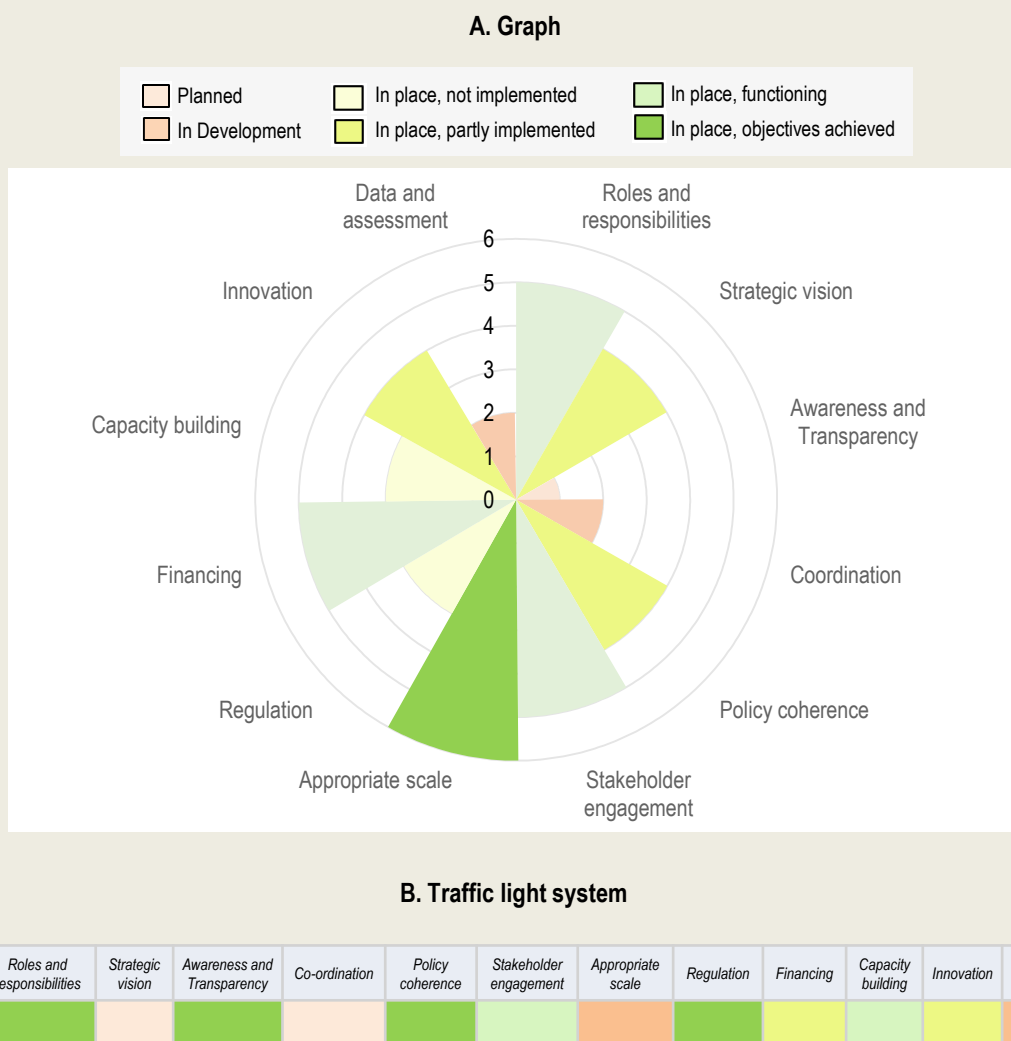 A. Graph
Planned
In place, not implemented
In place, functioning
In Development
In place, partly implemented
In place, objectives achieved
Data and
assessment
Roles and
responsibilities
Innovation
Strategic vision
Capacity building
Awareness and
Transparency
Financing
Coordination
Regulation
Policy coherence
Appropriate scale
Stakeholder
engagement
6
5
4
3
2
1
0
B. Traffic light system
Roles and
esponsibilities
Strategic
vision
Awareness and
Transparency
Co-ordination
Policy
coherence
Stakeholder
engagement
Appropriate
scale
Regulation
Financing
Capacity
building
Innovation